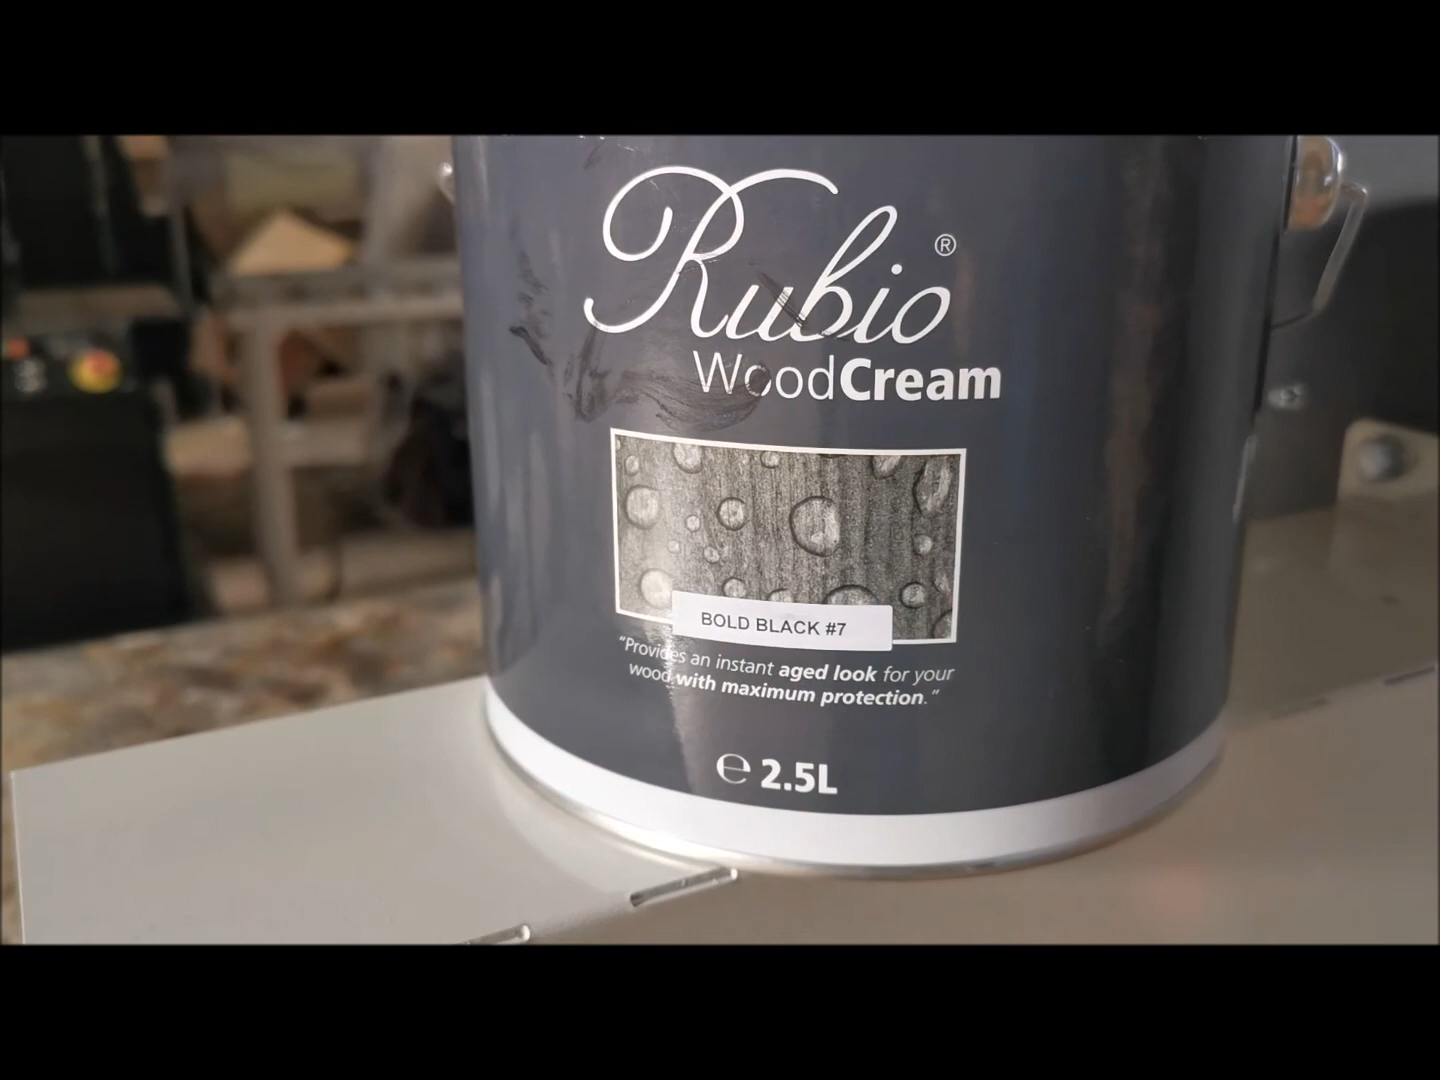 Rubio®
WoodCream
BOLD BLACK #7
“Provides an instant aged look for your
wood with maximum protection.”
℮ 2.5L